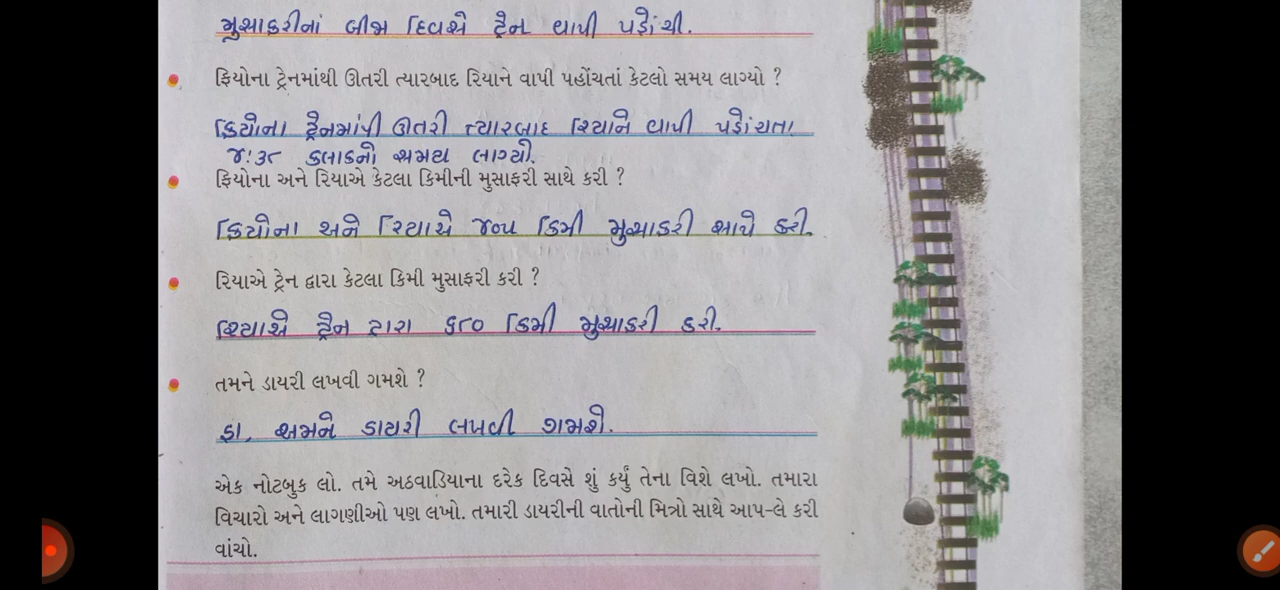 મુસાફરીનાં બીજા દિવસે ટ્રેન વાપી પહોંચી.
ફિયોના ટ્રેનમાંથી ઊતરી ત્યારબાદ રિયાને વાપી પહોંચતાં કેટલો સમય લાગ્યો ?
ફિયોના ટ્રેનમાંથી ઊતરી ત્યારબાદ રિયાને વાપી પહોંચતા
૪:૩૮ કલાકનો સમય લાગ્યો.
ફિયોના અને રિયાએ કેટલા કિમીની મુસાફરી સાથે કરી ?
ફિયોના અને રિયાએ ૪૦૫ કિમી મુસાફરી સાથે કરી.
રિયાએ ટ્રેન દ્વારા કેટલા કિમી મુસાફરી કરી ?
રિયાએ ટ્રેન દ્વારા ૬૮૦ કિમી મુસાફરી કરી.
તમને ડાયરી લખવી ગમશે ?
હા, અમને ડાયરી લખવી ગમશે.
એક નોટબુક લો. તમે અઠવાડિયાના દરેક દિવસે શું કર્યું તેના વિશે લખો. તમારા
વિચારો અને લાગણીઓ પણ લખો. તમારી ડાયરીની વાતોની મિત્રો સાથે આપ-લે કરી
વાંચો.